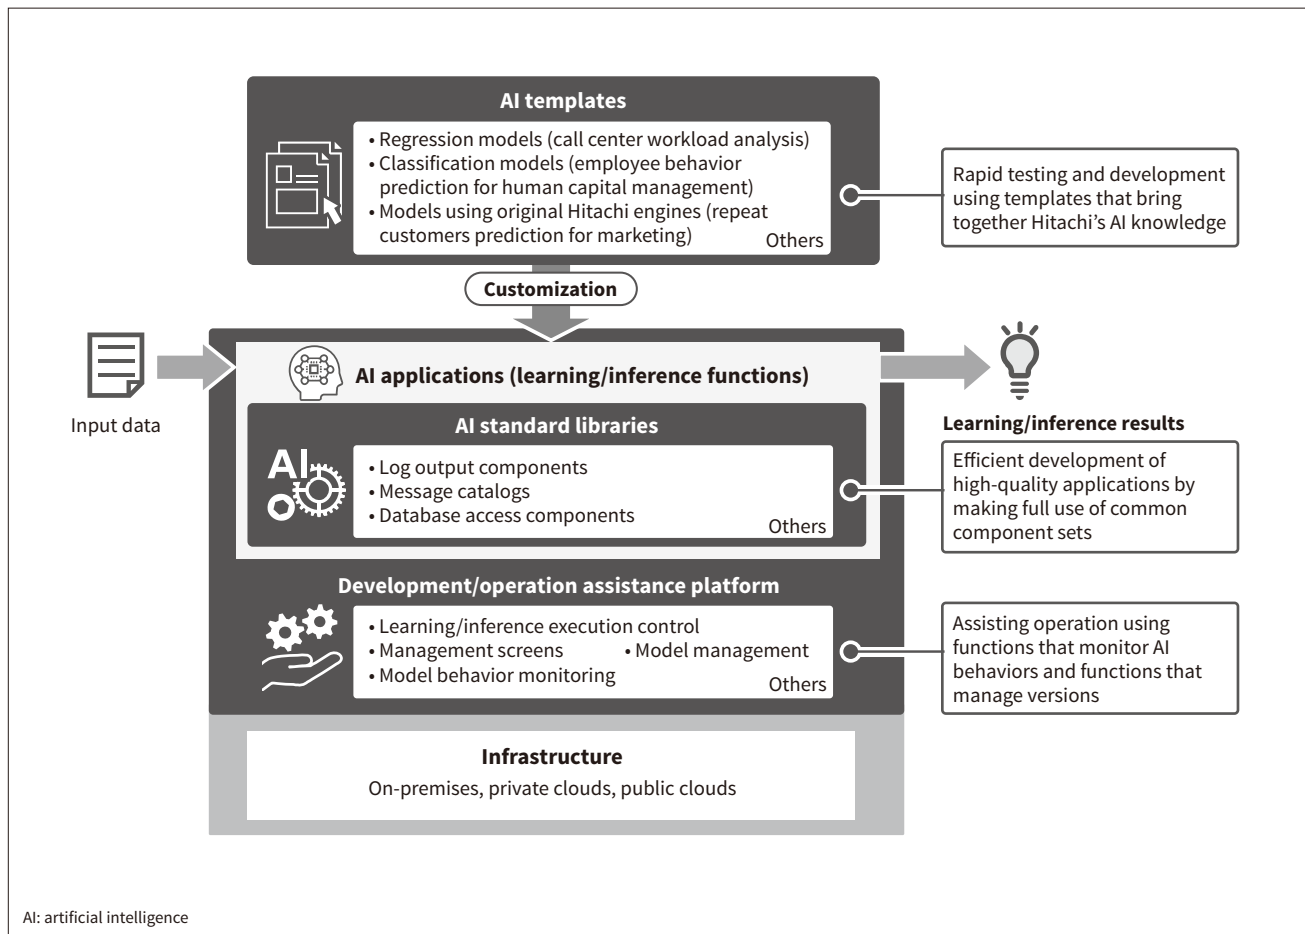 AI templates
• Regression models (call center workload analysis)
• Classification models (employee behavior
prediction for human capital management)
• Models using original Hitachi engines (repeat
customers prediction for marketing)
Others
Rapid testing and development
using templates that bring
together Hitachi’s AI knowledge
Customization
Input data
AI applications (learning/inference functions)
Learning/inference results
AI standard libraries
AI
• Log output components
• Message catalogs
• Database access components
Others
Efficient development of
high-quality applications by
making full use of common
component sets
Development/operation assistance platform
• Learning/inference execution control
• Management screens • Model management
• Model behavior monitoring
Others
Assisting operation using
functions that monitor AI
behaviors and functions that
manage versions
Infrastructure
On-premises, private clouds, public clouds
AI: artificial intelligence